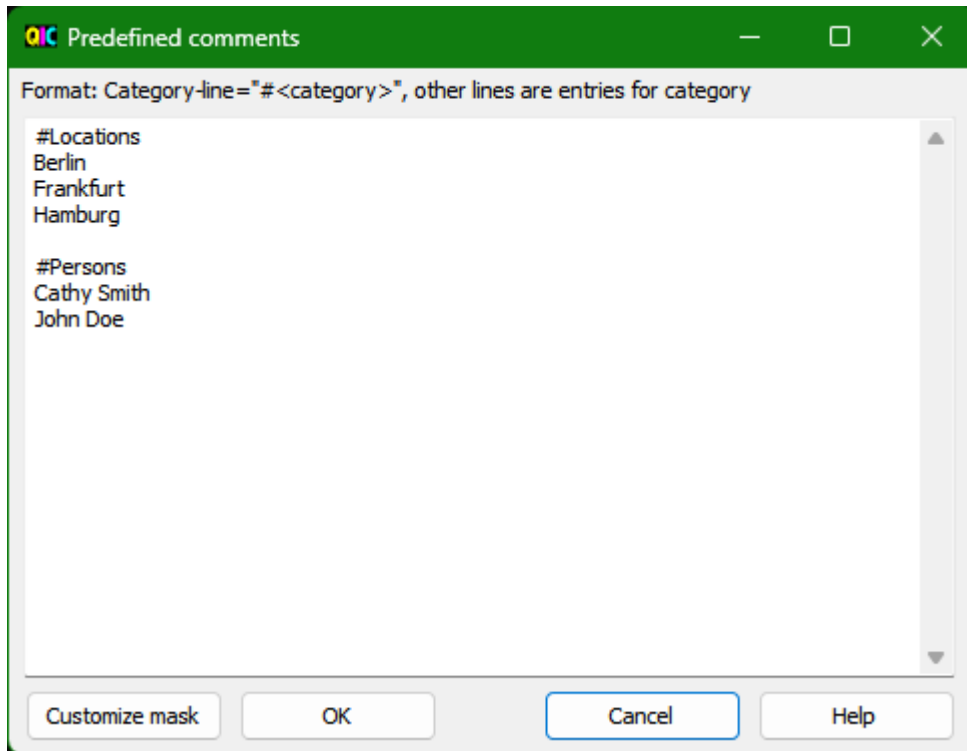 QIC Predefined comments
Format: Category-line="#<category>", other lines are entries for category
#Locations
Berlin
Frankfurt
Hamburg
#Persons
Cathy Smith
John Doe
Customize mask OK Cancel Help